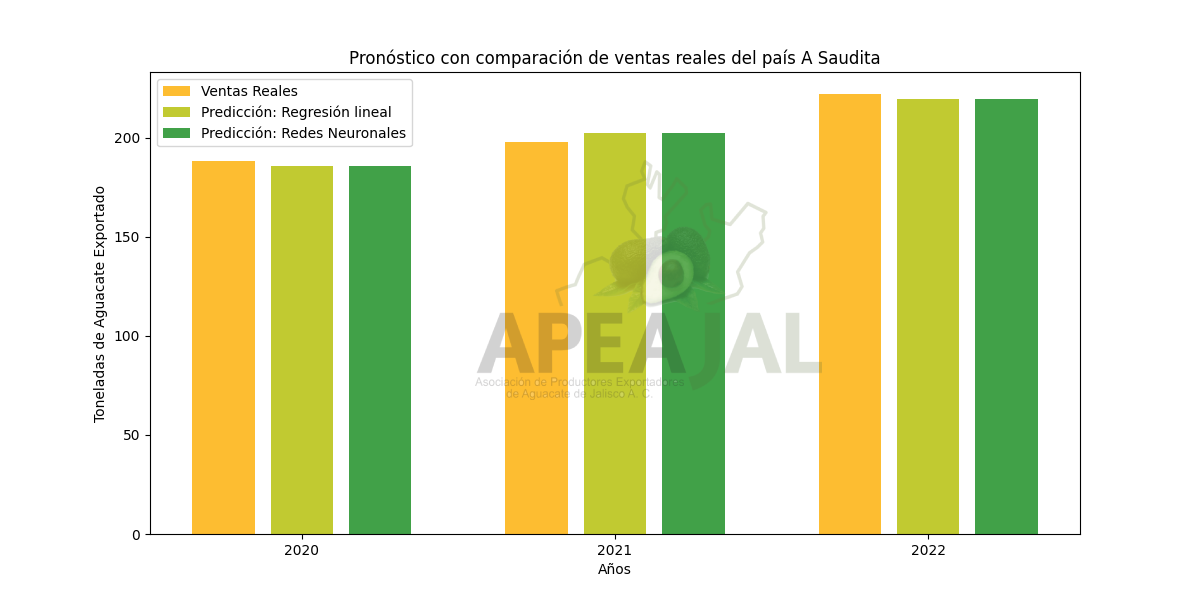 Pronóstico con comparación de ventas reales del país A Saudita
Ventas Reales
Predicción: Regresión lineal
Predicción: Redes Neuronales
Toneladas de Aguacate Exportado
200
150
100
50
0
APEAJAL
Asociación de Productores Exportadores
de Aguacate de Jalisco A. C.
2020
2021
2022
Años